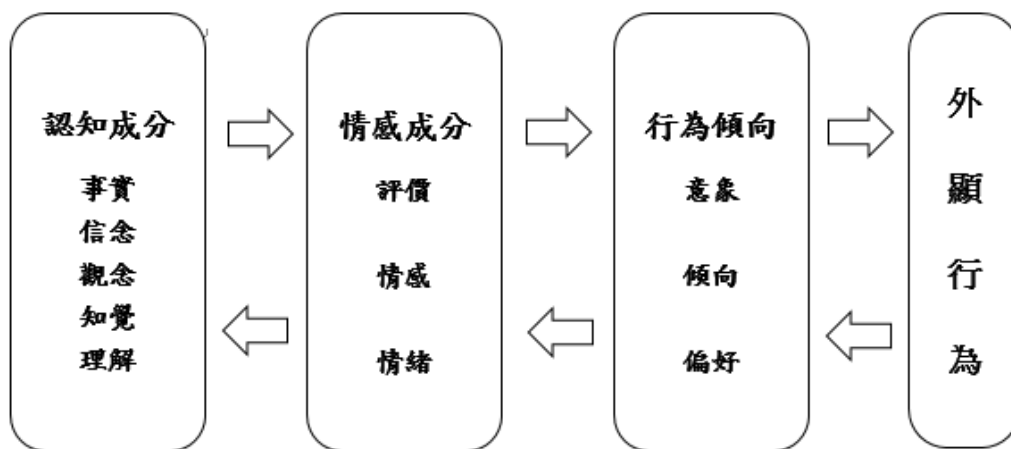 認知成分
事實
信念
觀念
知覺
理解
情感成分
評價
情感
情緒
行為傾向
意象
傾向
偏好
外
顯
行
為